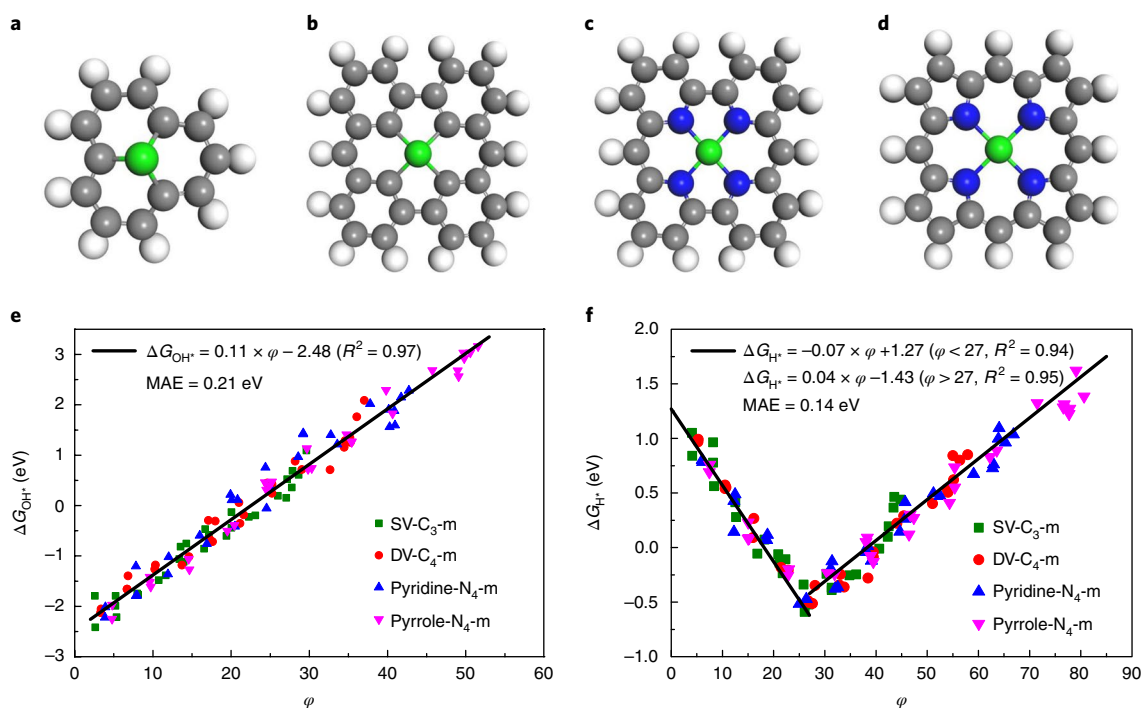 a
b
c
d
e
3
2
1
0
−1
−2
−3
ΔG_OH* (eV)
ΔG_OH* = 0.11 × φ − 2.48 (R² = 0.97)
MAE = 0.21 eV
SV-C₃-m
DV-C₄-m
Pyridine-N₄-m
Pyrrole-N₄-m
0 10 20 30 40 50 60
φ
f
2.0
1.5
1.0
0.5
0.0
−0.5
−1.0
ΔG_H* (eV)
ΔG_H* = −0.07 × φ +1.27 (φ < 27, R² = 0.94)
ΔG_H* = 0.04 × φ −1.43 (φ > 27, R² = 0.95)
MAE = 0.14 eV
SV-C₃-m
DV-C₄-m
Pyridine-N₄-m
Pyrrole-N₄-m
0 10 20 30 40 50 60 70 80 90
φ